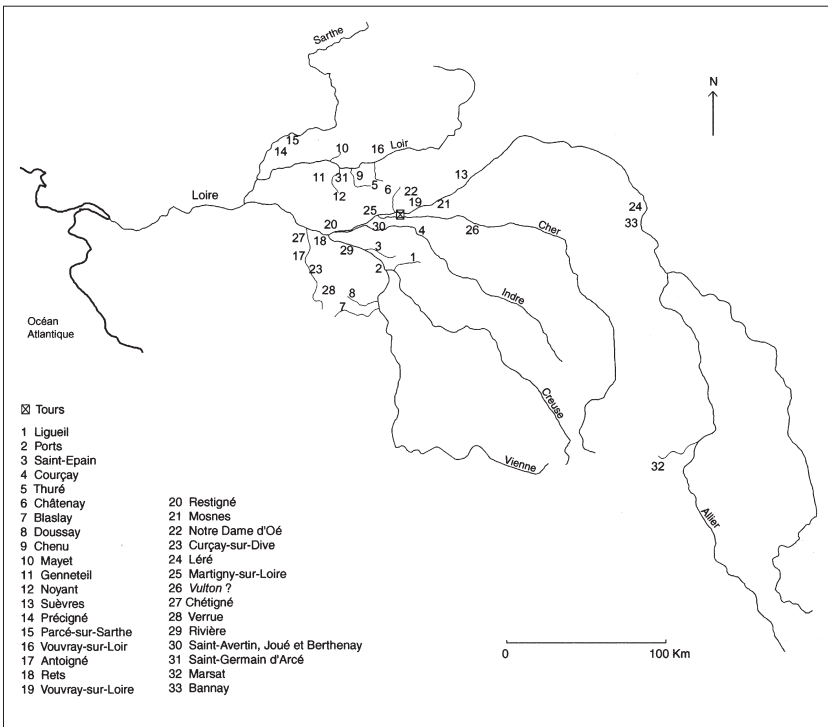 Sarthe
N
15
14
10
16
Loir
11
31
9
12
5
6
22
19
21
13
Loire
25
20
30
4
26
Cher
24
33
27
18
29
3
17
2
1
23
28
8
7
Indre
Océan
Atlantique
Creuse
Vienne
32
Allier
Tours
1 Ligueil
2 Ports
3 Saint-Epain
4 Courçay
5 Thuré
6 Châtenay
7 Blaslay
8 Doussay
9 Chenu
10 Mayet
11 Genneteil
12 Noyant
13 Suèvres
14 Précigné
15 Parcé-sur-Sarthe
16 Vouvray-sur-Loir
17 Antoigné
18 Rets
19 Vouvray-sur-Loire
20 Restigné
21 Mosnes
22 Notre Dame d'Oé
23 Curçay-sur-Dive
24 Léré
25 Martigny-sur-Loire
26 Vulton ?
27 Chétigné
28 Verrue
29 Rivière
30 Saint-Avertin, Joué et Berthenay
31 Saint-Germain d'Arcé
32 Marsat
33 Bannay
0 100 Km